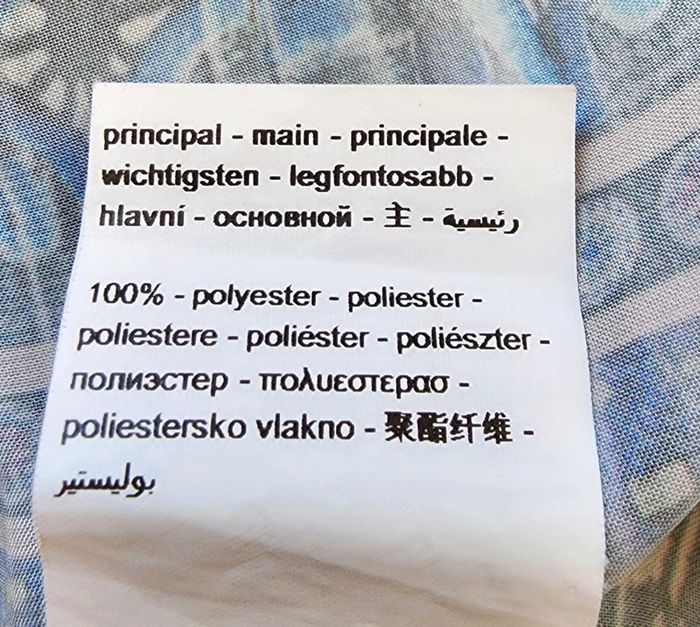 principal - main - principale -
wichtigsten - legfontosabb -
hlavní - основной - 主 - رئيسية
100% - polyester - poliester -
poliestere - poliéster - poliészter -
полиэстер - πολυεστερασ -
poliestersko vlakno - 聚酯纤维 -
بوليستير